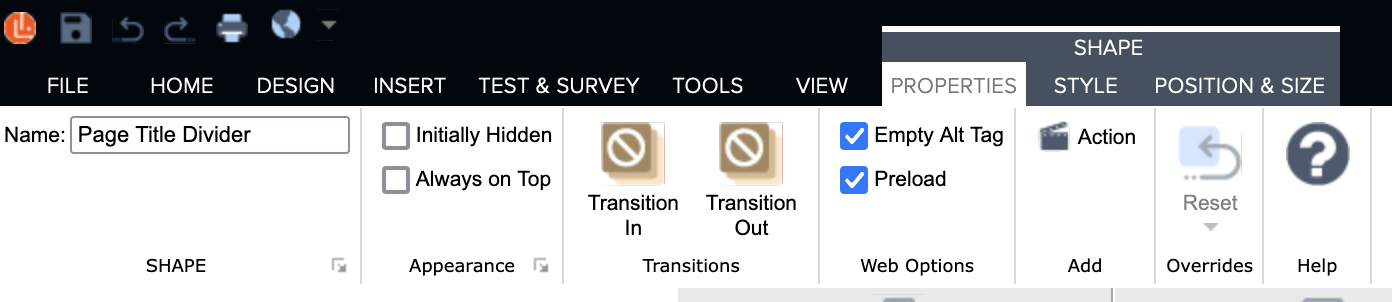 SHAPE
FILE HOME DESIGN INSERT TEST & SURVEY TOOLS VIEW PROPERTIES STYLE POSITION & SIZE
Name: Page Title Divider
Initially Hidden
Always on Top
Transition
In
Transition
Out
Empty Alt Tag
Preload
Action
Reset
SHAPE Appearance Transitions Web Options Add Overrides Help